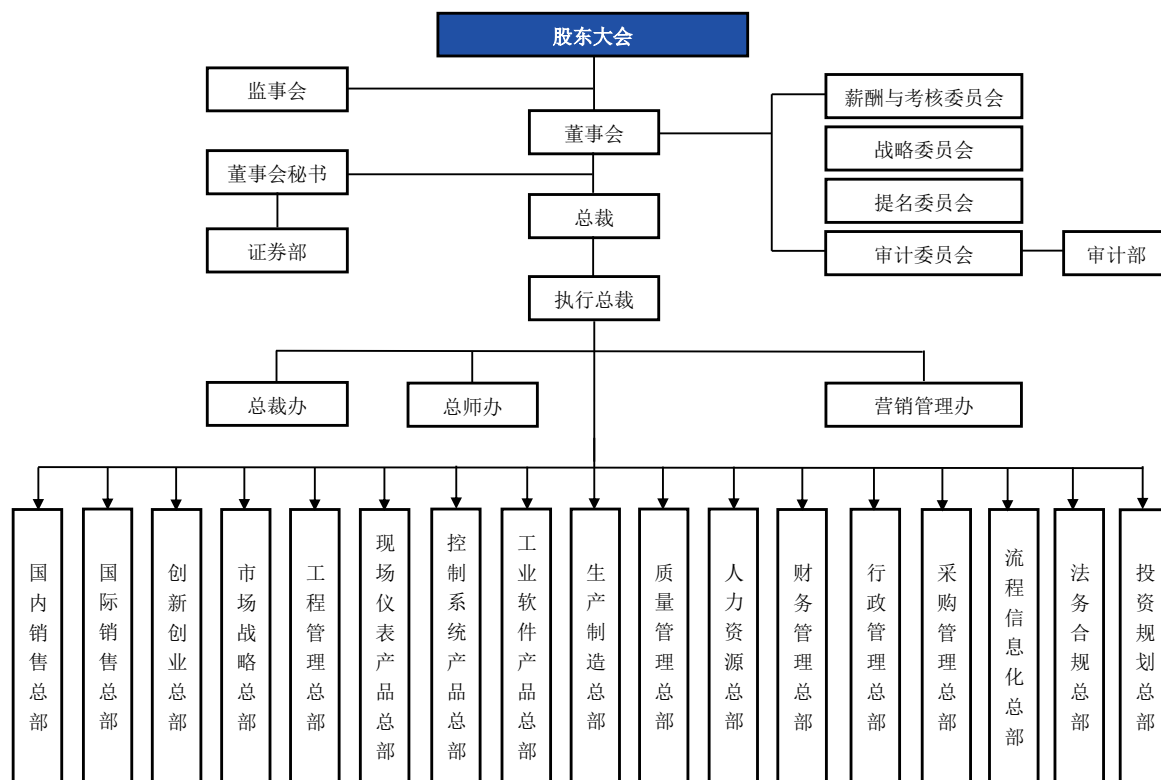 股东大会
监事会
薪酬与考核委员会
董事会
战略委员会
董事会秘书
提名委员会
总裁
证券部
审计委员会
审计部
执行总裁
总裁办
总师办
营销管理办
国内销售总部
国际销售总部
创新创业总部
市场战略总部
工程管理总部
现场仪表产品总部
控制系统产品总部
工业软件产品总部
生产制造总部
质量管理总部
人力资源总部
财务管理总部
行政管理总部
采购管理总部
流程信息化总部
法务合规总部
投资规划总部